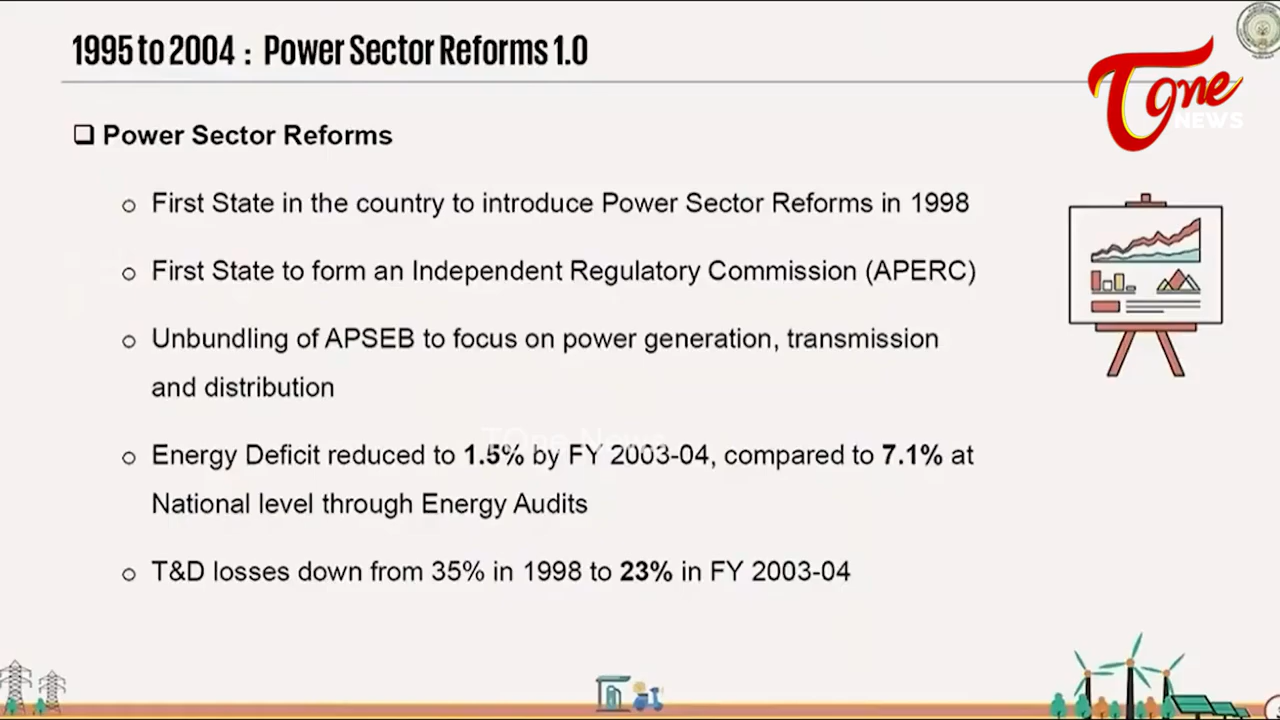 1995 to 2004 : Power Sector Reforms 1.0
Tone
NEWS
Power Sector Reforms
First State in the country to introduce Power Sector Reforms in 1998
First State to form an Independent Regulatory Commission (APERC)
Unbundling of APSEB to focus on power generation, transmission
and distribution
TOne News
Energy Deficit reduced to 1.5% by FY 2003-04, compared to 7.1% at
National level through Energy Audits
T&D losses down from 35% in 1998 to 23% in FY 2003-04